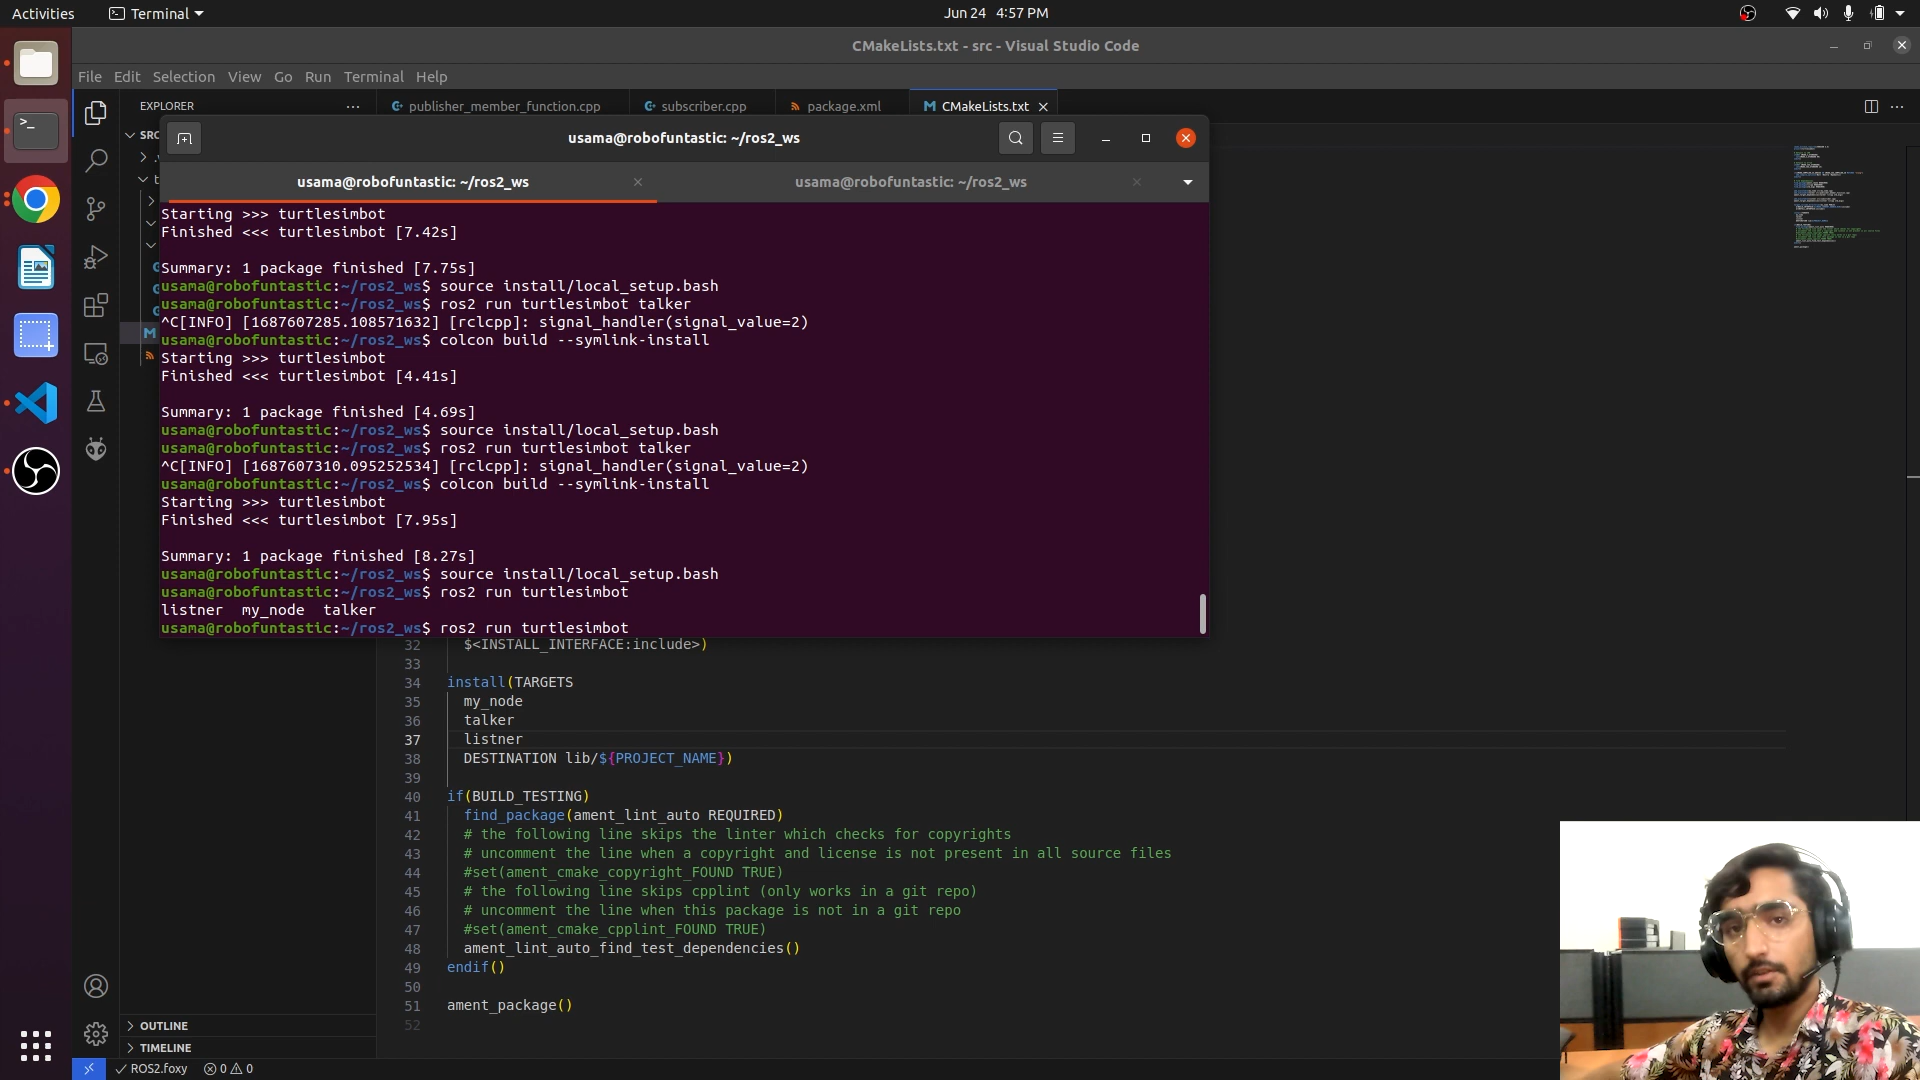 Activities
Terminal
Jun 24 4:57 PM
CMakeLists.txt - src - Visual Studio Code
File Edit Selection View Go Run Terminal Help
EXPLORER
publisher_member_function.cpp
subscriber.cpp
package.xml
CMakeLists.txt
SRC
usama@robofuntastic: ~/ros2_ws
usama@robofuntastic: ~/ros2_ws
usama@robofuntastic: ~/ros2_ws
Starting >>> turtlesimbot
Finished <<< turtlesimbot [7.42s]
Summary: 1 package finished [7.75s]
usama@robofuntastic:~/ros2_ws$ source install/local_setup.bash
usama@robofuntastic:~/ros2_ws$ ros2 run turtlesimbot talker
^C[INFO] [1687607285.108571632] [rclcpp]: signal_handler(signal_value=2)
usama@robofuntastic:~/ros2_ws$ colcon build --symlink-install
Starting >>> turtlesimbot
Finished <<< turtlesimbot [4.41s]
Summary: 1 package finished [4.69s]
usama@robofuntastic:~/ros2_ws$ source install/local_setup.bash
usama@robofuntastic:~/ros2_ws$ ros2 run turtlesimbot talker
^C[INFO] [1687607310.095252534] [rclcpp]: signal_handler(signal_value=2)
usama@robofuntastic:~/ros2_ws$ colcon build --symlink-install
Starting >>> turtlesimbot
Finished <<< turtlesimbot [7.95s]
Summary: 1 package finished [8.27s]
usama@robofuntastic:~/ros2_ws$ source install/local_setup.bash
usama@robofuntastic:~/ros2_ws$ ros2 run turtlesimbot
listner my_node talker
usama@robofuntastic:~/ros2_ws$ ros2 run turtlesimbot
32 $<INSTALL_INTERFACE:include>)
33
34 install(TARGETS
35 my_node
36 talker
37 listner
38 DESTINATION lib/${PROJECT_NAME})
39
40 if(BUILD_TESTING)
41 find_package(ament_lint_auto REQUIRED)
42 # the following line skips the linter which checks for copyrights
43 # uncomment the line when a copyright and license is not present in all source files
44 #set(ament_cmake_copyright_FOUND TRUE)
45 # the following line skips cpplint (only works in a git repo)
46 # uncomment the line when this package is not in a git repo
47 #set(ament_cmake_cpplint_FOUND TRUE)
48 ament_lint_auto_find_test_dependencies()
49 endif()
50
51 ament_package()
52
OUTLINE
TIMELINE
ROS2.foxy 0 0